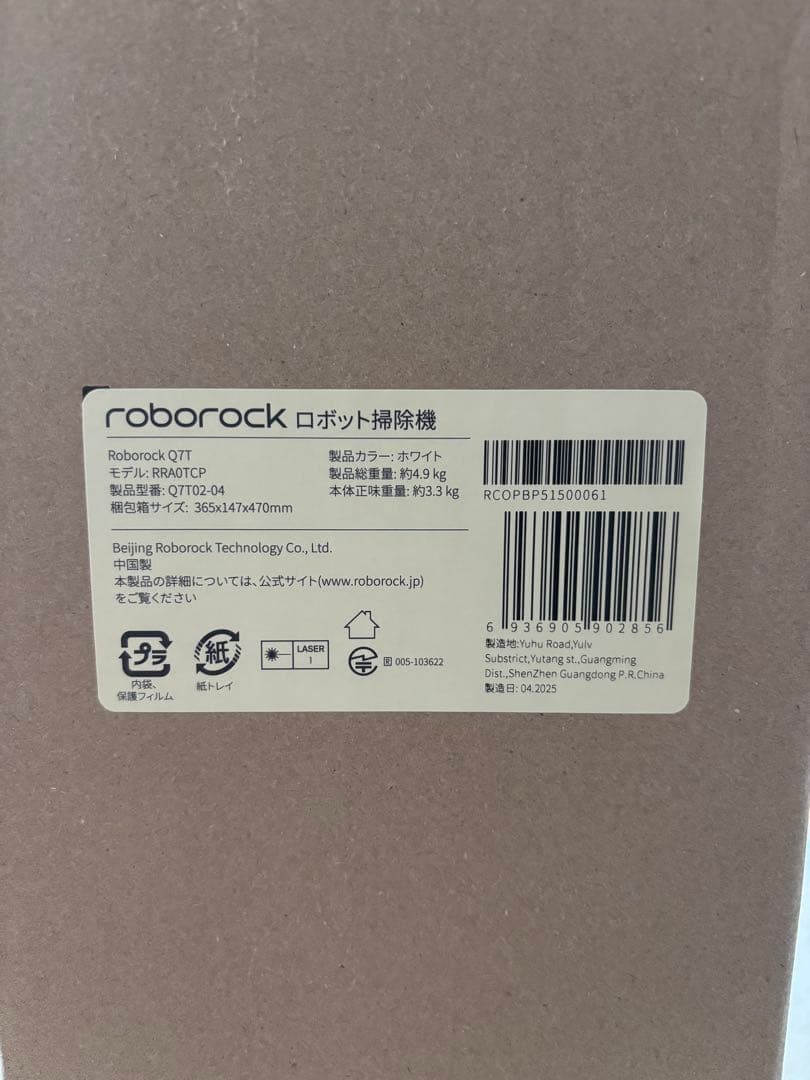 roborock ロボット掃除機
Roborock Q7T
モデル: RRA0TCP
製品型番: Q7T02-04
梱包箱サイズ: 365x147x470mm
製品カラー: ホワイト
製品総重量: 約4.9 kg
本体正味重量: 約3.3 kg
RCOPBP51500061
Beijing Roborock Technology Co., Ltd.
中国製
本製品の詳細については、公式サイト(www.roborock.jp)
をご覧ください
6 936905 902856
製造地: Yuhu Road,Yulv
Substrict,Yutang st.,Guangming
Dist.,ShenZhen Guangdong P.R.China
製造日: 04.2025
プラ
内袋、
保護フィルム
紙
紙トレイ
LASER
1
R 005-103622